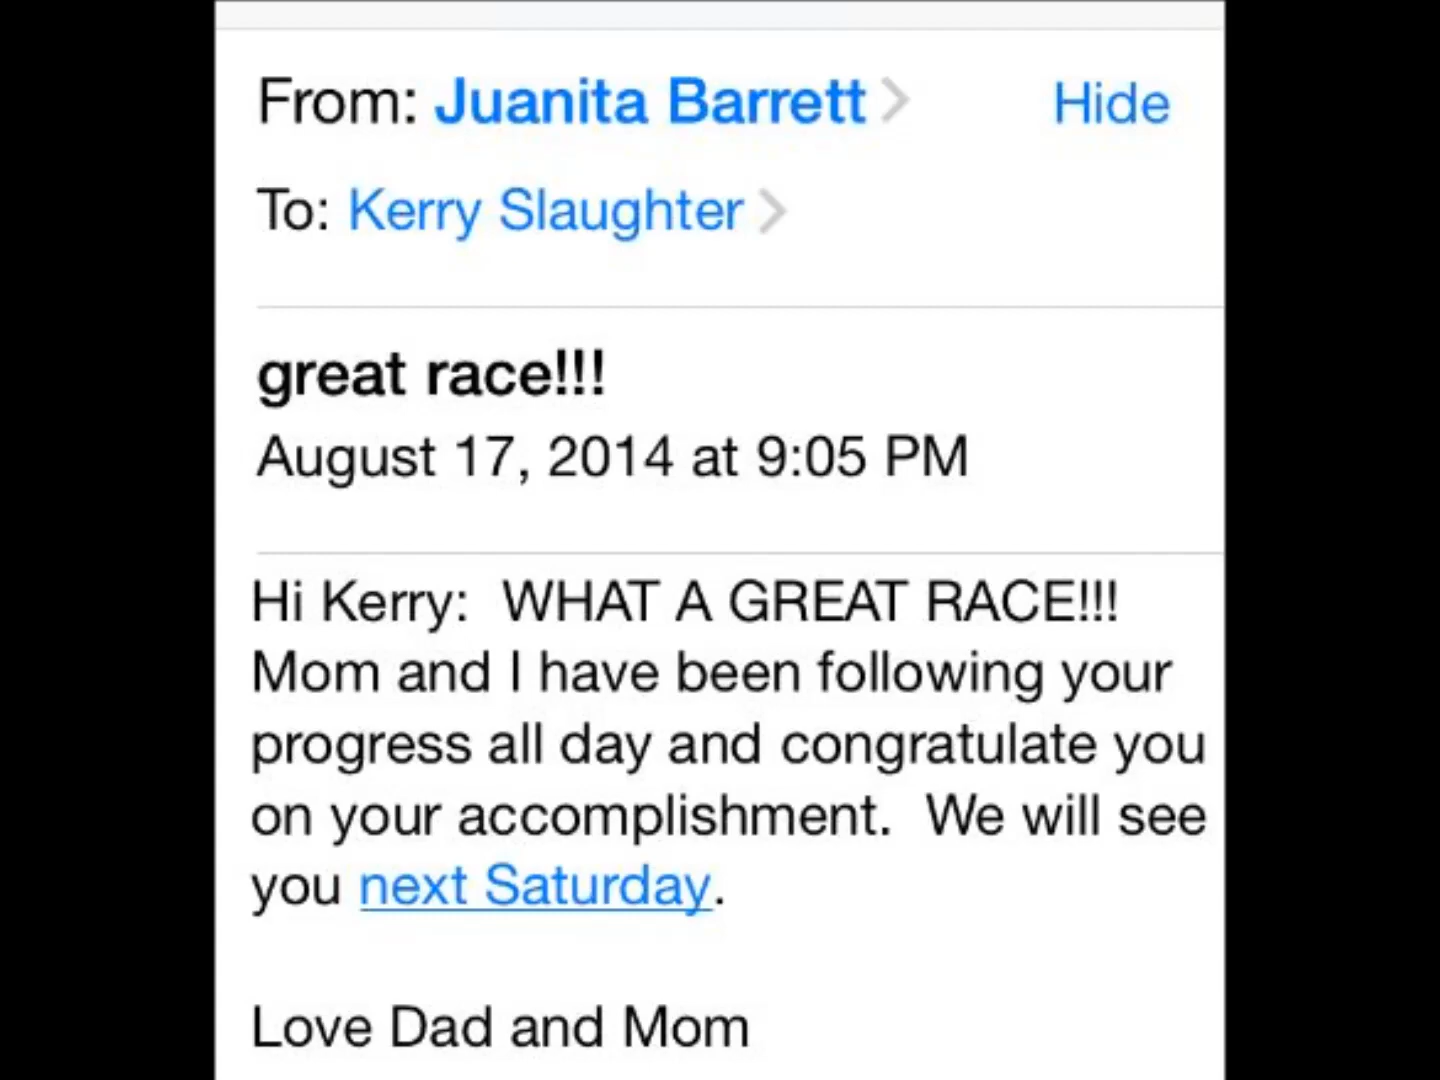 From: Juanita Barrett Hide
To: Kerry Slaughter
great race!!!
August 17, 2014 at 9:05 PM
Hi Kerry:  WHAT A GREAT RACE!!!
Mom and I have been following your
progress all day and congratulate you
on your accomplishment.  We will see
you next Saturday.
Love Dad and Mom